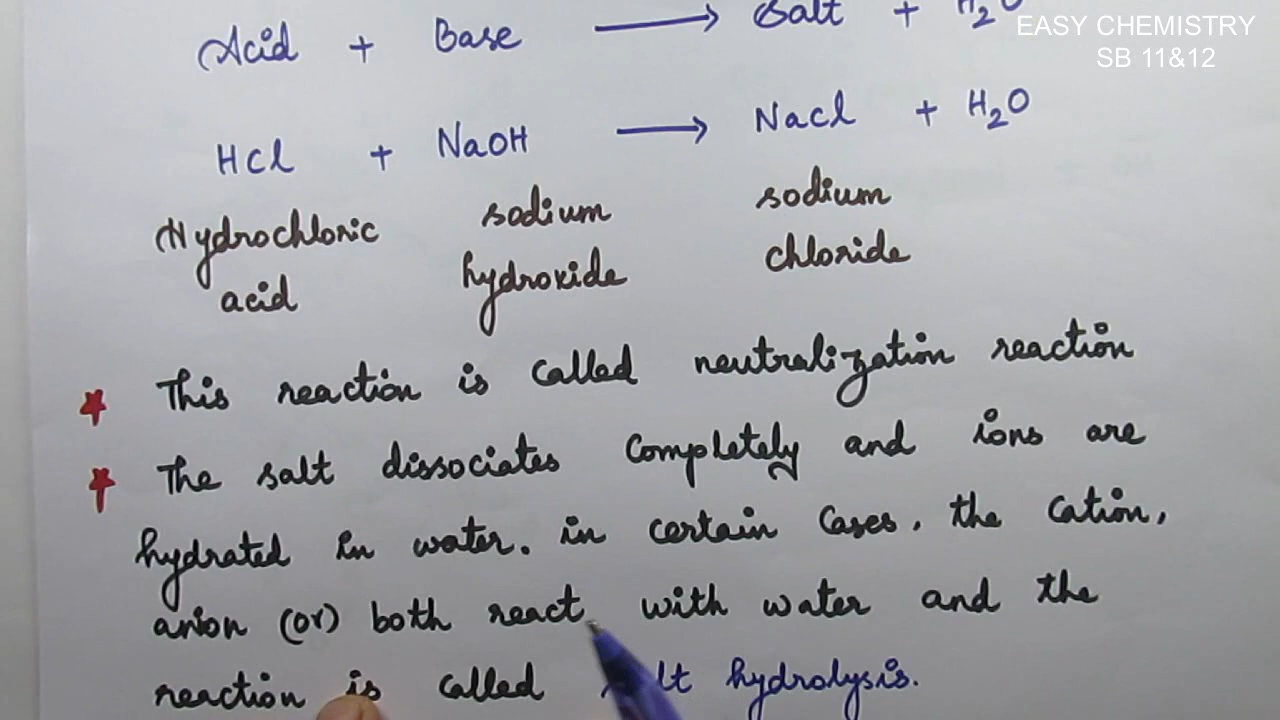 Acid + Base ⟶ Salt + H₂O
EASY CHEMISTRY
SB 11&12
HCl + NaOH ⟶ NaCl + H₂O
Hydrochloric sodium sodium
acid hydroxide chloride
This reaction is called neutralization reaction
The salt dissociates completely and ions are
hydrated in water. in certain cases. the cation,
anion (or) both react with water and the
reaction is called salt hydrolysis.